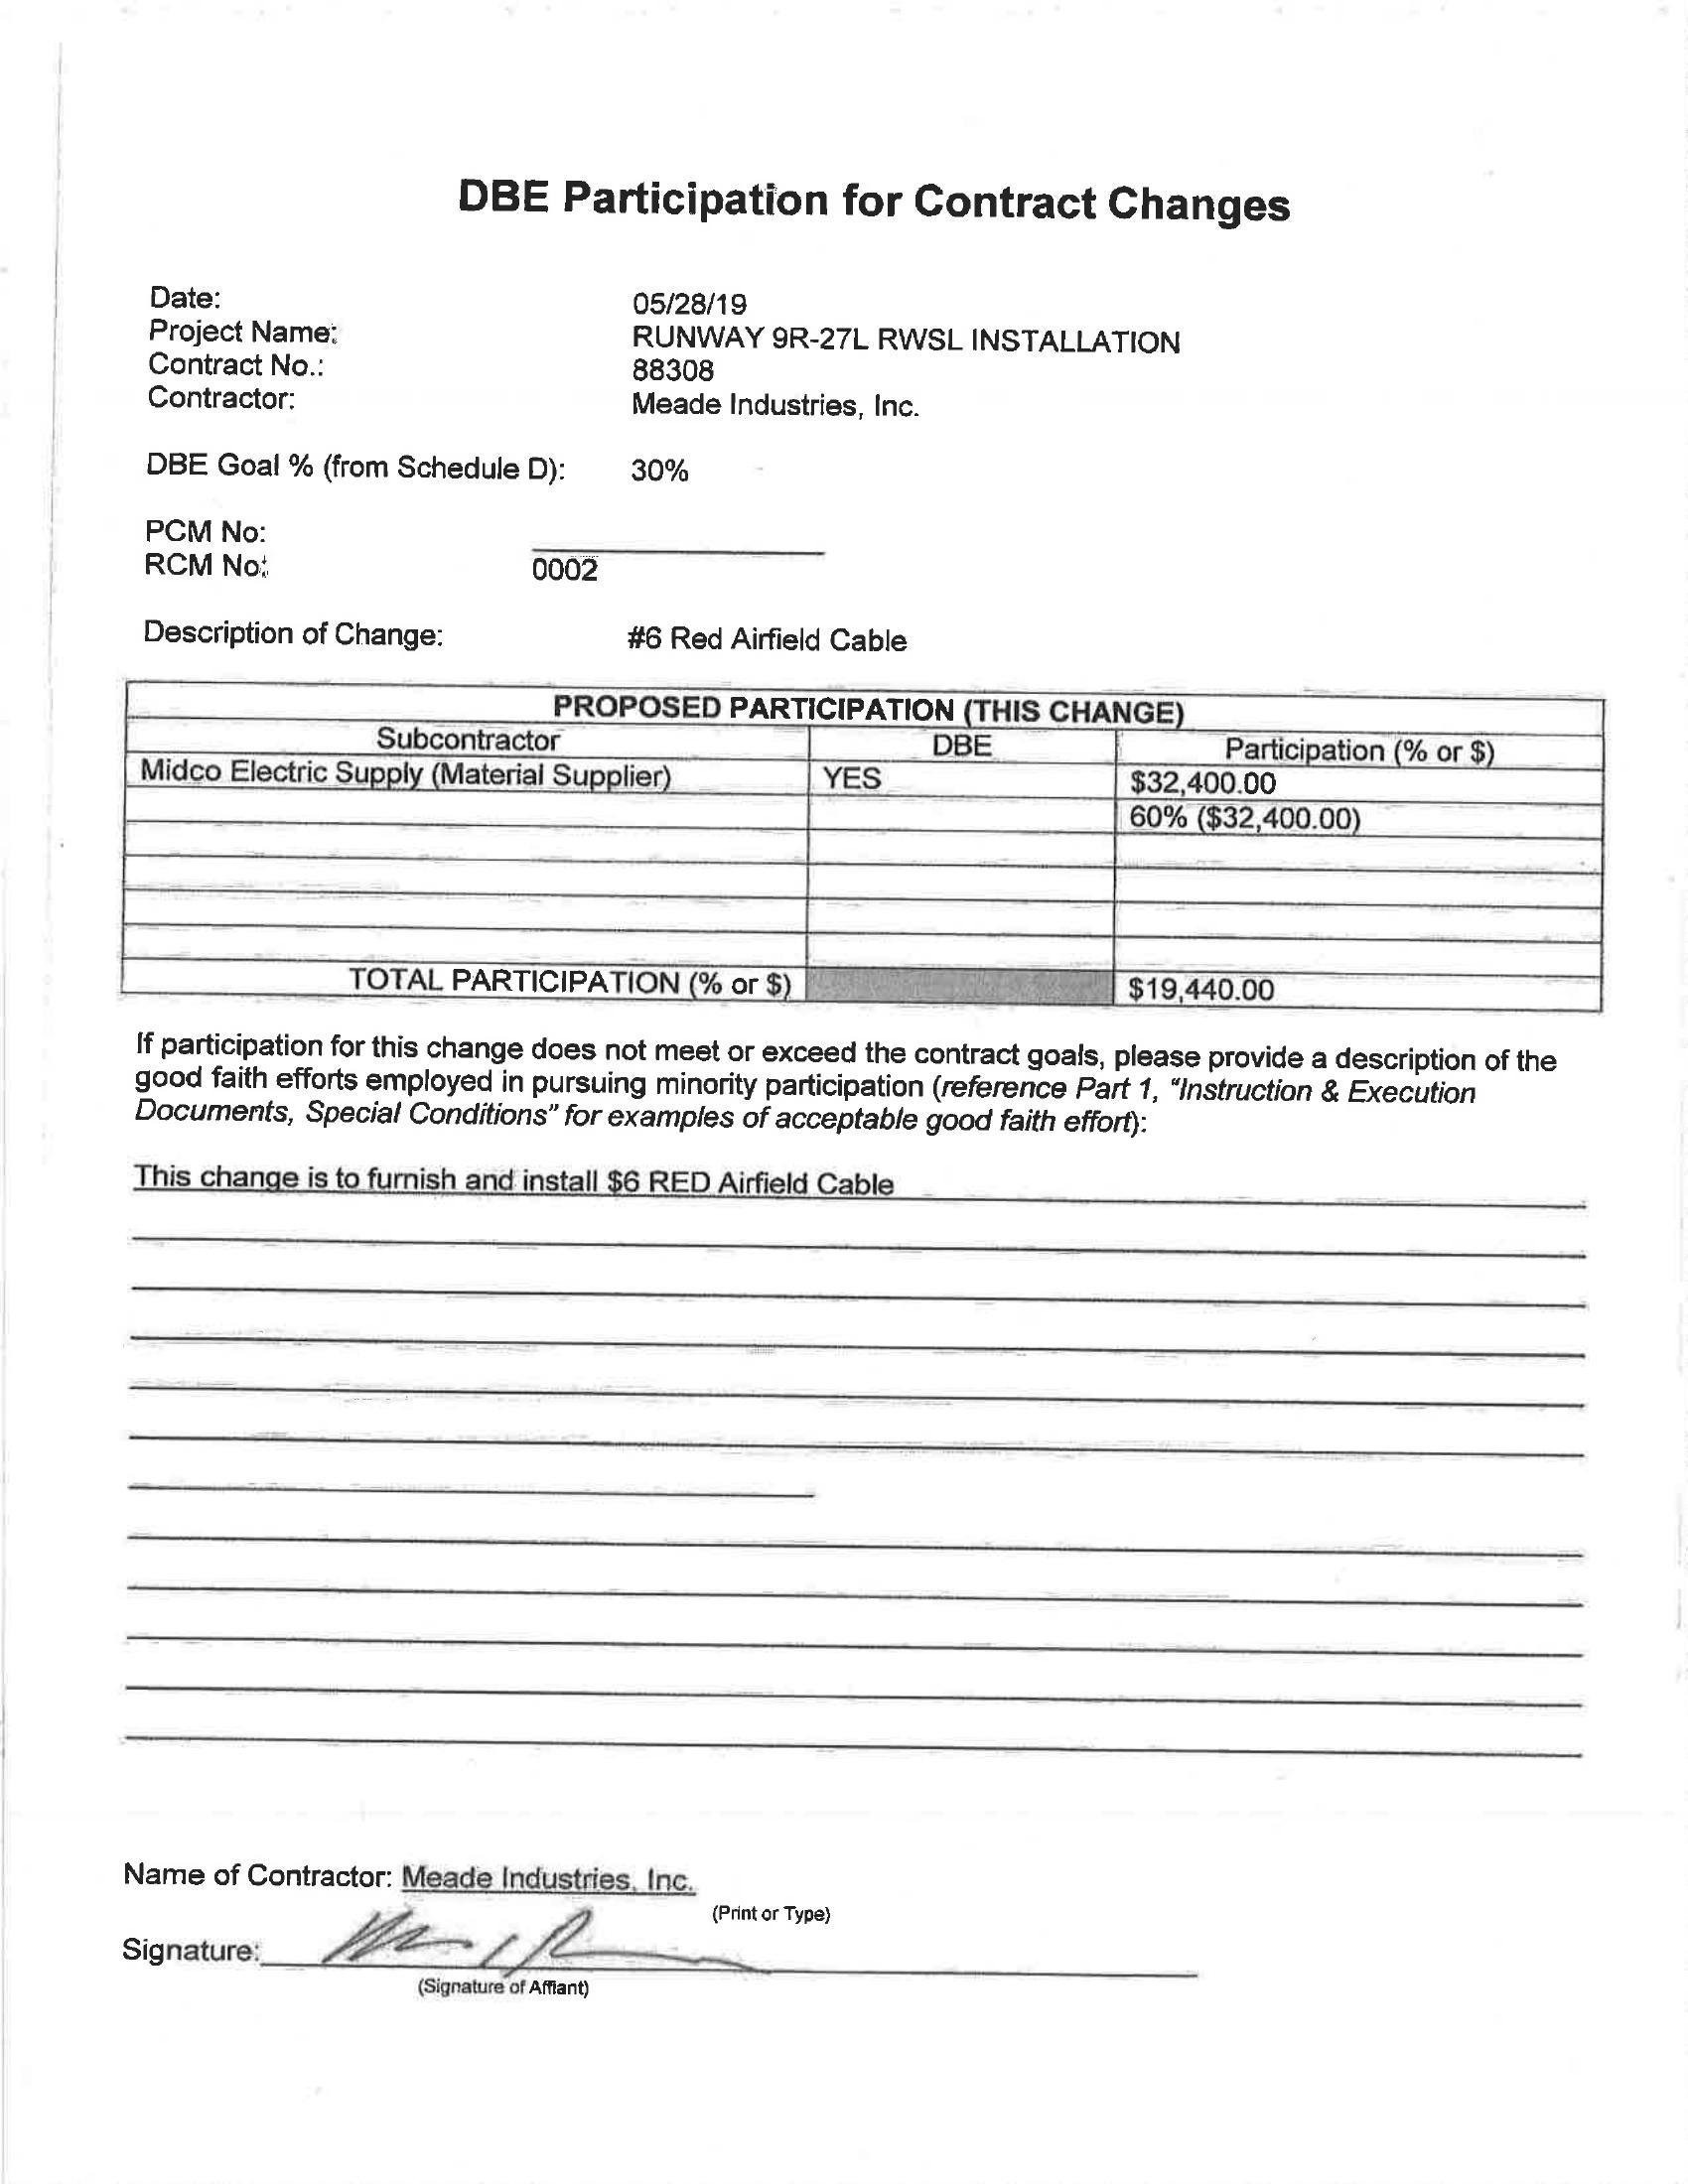 DBE Participation for Contract Changes
Date: 05/28/19
Project Name: RUNWAY 9R-27L RWSL INSTALLATION
Contract No.: 88308
Contractor: Meade Industries, Inc.
DBE Goal % (from Schedule D): 30%
PCM No:
RCM No: 0002
Description of Change: #6 Red Airfield Cable
PROPOSED PARTICIPATION (THIS CHANGE)
Subcontractor DBE Participation (% or $)
Midco Electric Supply (Material Supplier) YES $32,400.00
60% ($32,400.00)
TOTAL PARTICIPATION (% or $) $19,440.00
If participation for this change does not meet or exceed the contract goals, please provide a description of the
good faith efforts employed in pursuing minority participation (reference Part 1, "Instruction & Execution
Documents, Special Conditions" for examples of acceptable good faith effort):
This change is to furnish and install $6 RED Airfield Cable
Name of Contractor: Meade Industries, Inc.
(Print or Type)
Signature:
(Signature of Affiant)